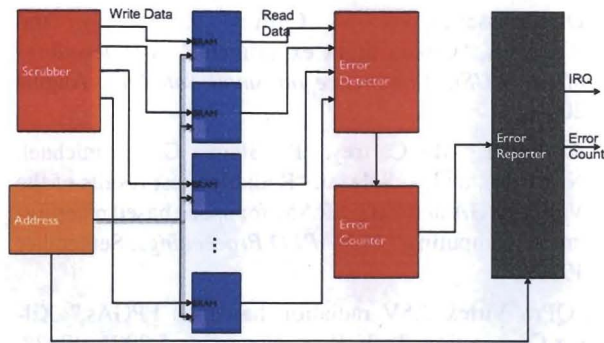 Write Data
Read
Data
Scrubber
BRAM
BRAM
BRAM
...
BRAM
Error
Detector
Error
Counter
Error
Reporter
IRQ
Error
Count
Address